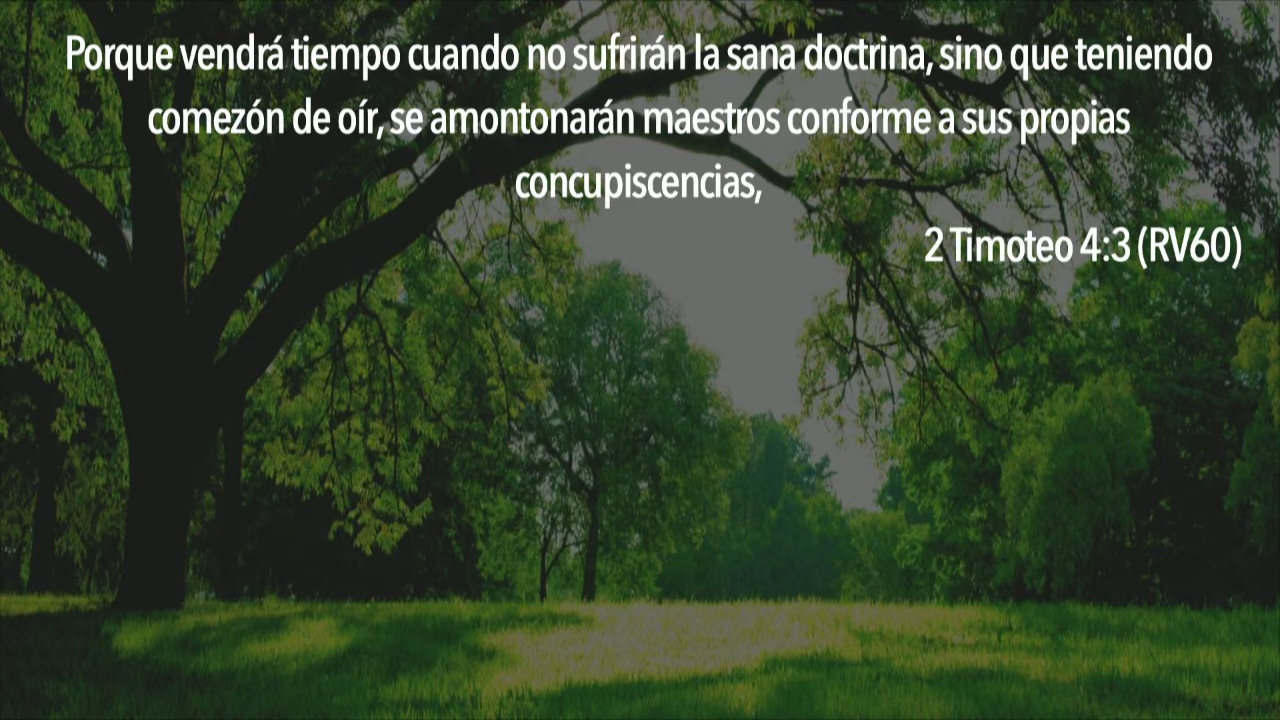 Porque vendrá tiempo cuando no sufrirán la sana doctrina, sino que teniendo
comezón de oír, se amontonarán maestros conforme a sus propias
concupiscencias,
2 Timoteo 4:3 (RV60)